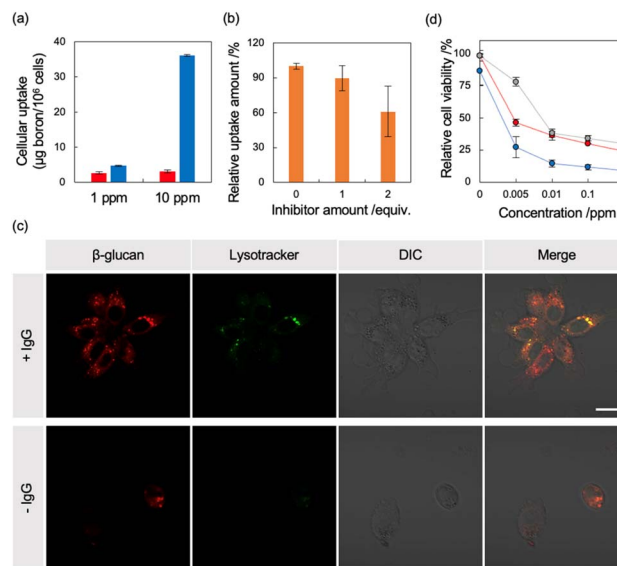 (a)
Cellular uptake
(µg boron/10⁶ cells)
40
30
20
10
0
1 ppm
10 ppm
(b)
Relative uptake amount /%
120
90
60
30
0
0
1
2
Inhibitor amount /equiv.
(d)
Relative cell viability /%
100
75
50
25
0
0
0.005
0.01
0.1
Concentration /ppm
(c)
β-glucan
Lysotracker
DIC
Merge
+ IgG
- IgG